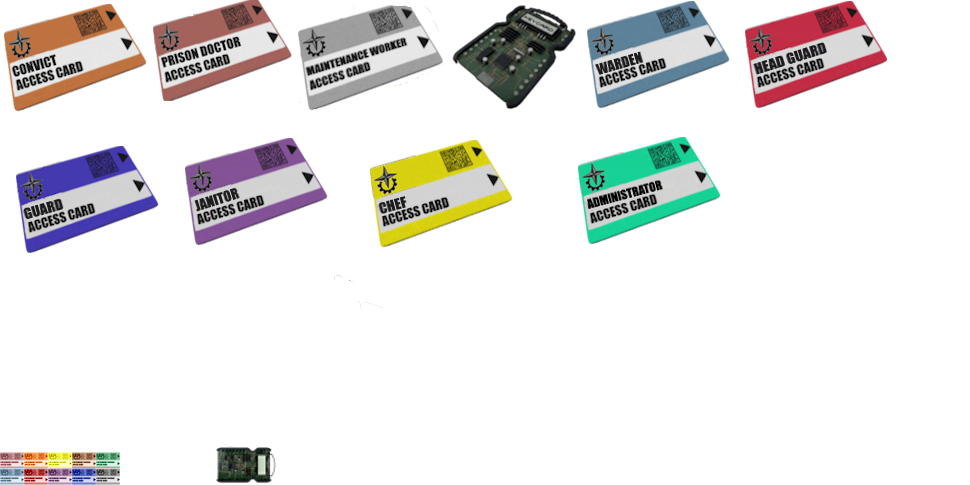 CONVICT
ACCESS CARD
PRISON DOCTOR
ACCESS CARD
MAINTENANCE WORKER
ACCESS CARD
WARDEN
ACCESS CARD
HEAD GUARD
ACCESS CARD
GUARD
ACCESS CARD
JANITOR
ACCESS CARD
CHEF
ACCESS CARD
ADMINISTRATOR
ACCESS CARD